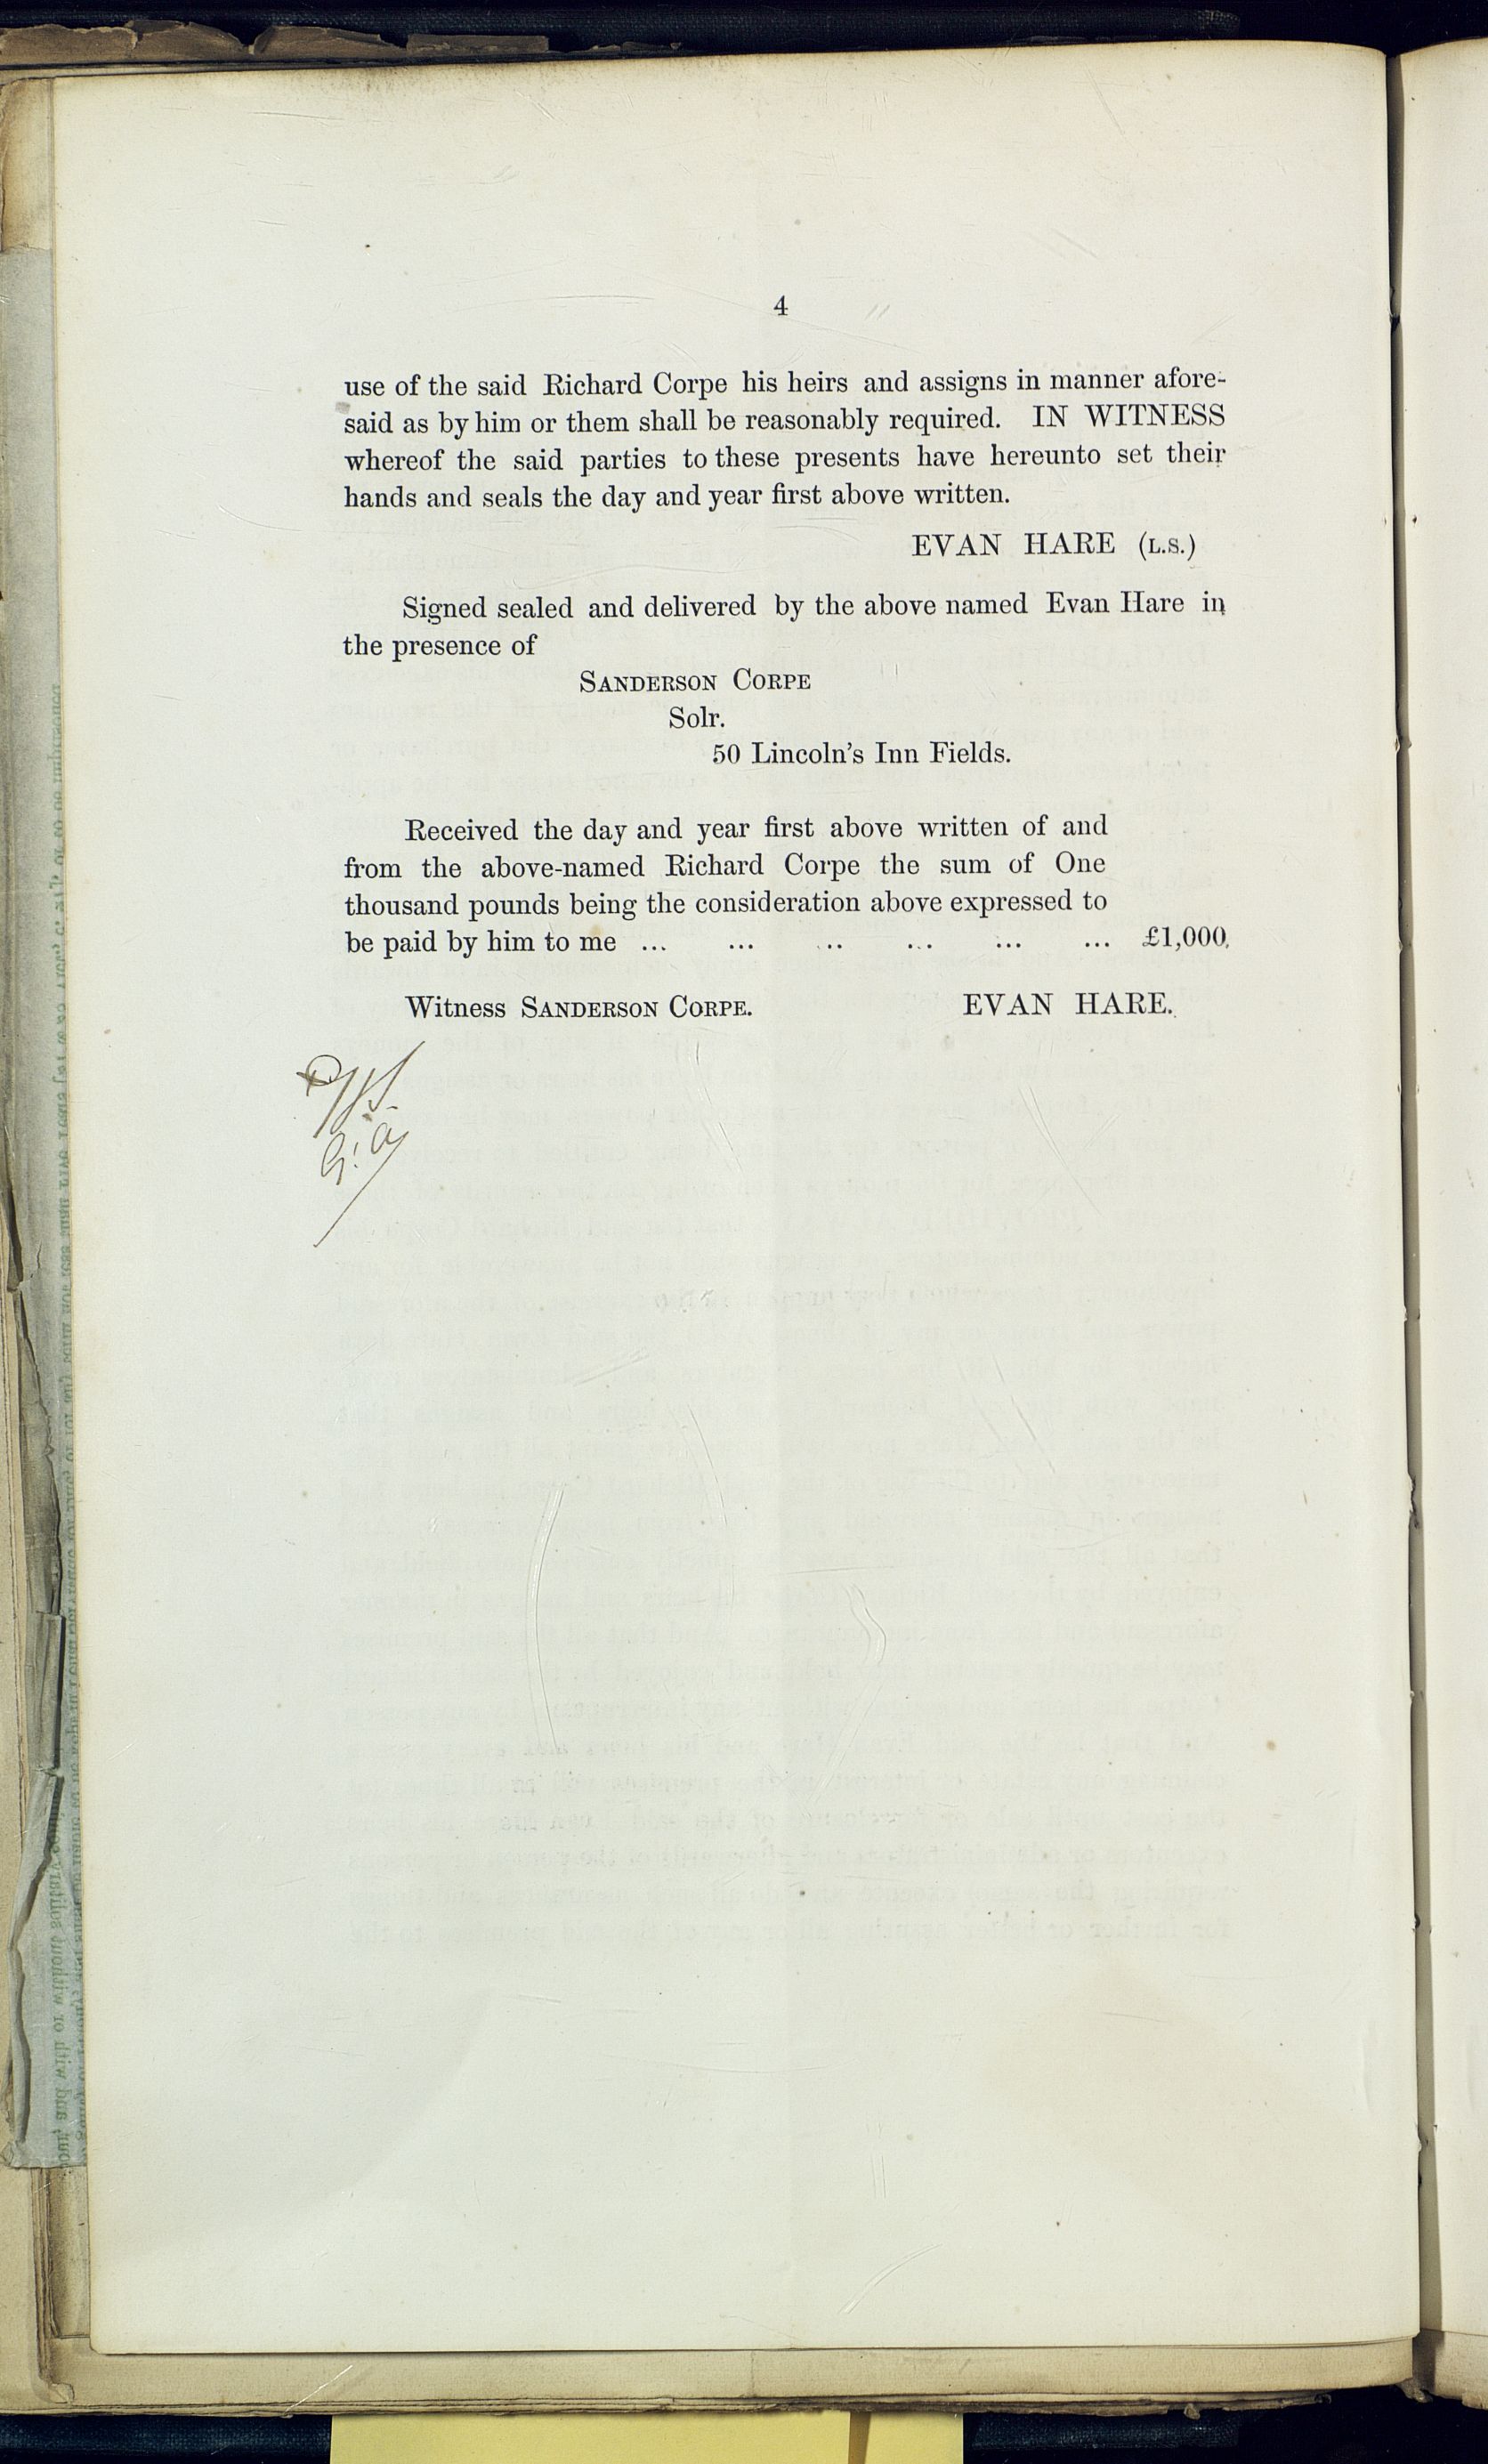 4
use of the said Richard Corpe his heirs and assigns in manner afore-
said as by him or them shall be reasonably required. IN WITNESS
whereof the said parties to these presents have hereunto set their
hands and seals the day and year first above written.
EVAN HARE (L.S.)
Signed sealed and delivered by the above named Evan Hare in
the presence of
SANDERSON CORPE
Solr.
50 Lincoln's Inn Fields.
Received the day and year first above written of and
from the above-named Richard Corpe the sum of One
thousand pounds being the consideration above expressed to
be paid by him to me ... ... .. ... ... ... £1,000.
Witness SANDERSON CORPE. EVAN HARE.